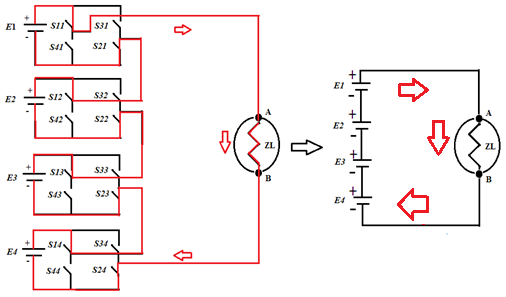 E1 + - S11 S31
S41 S21
E2 + - S12 S32
S42 S22
E3 + - S13 S33
S43 S23
E4 + - S14 S34
S44 S24
A
ZL
B
E1 + -
E2 + -
E3 + -
E4 + -
A
ZL
B